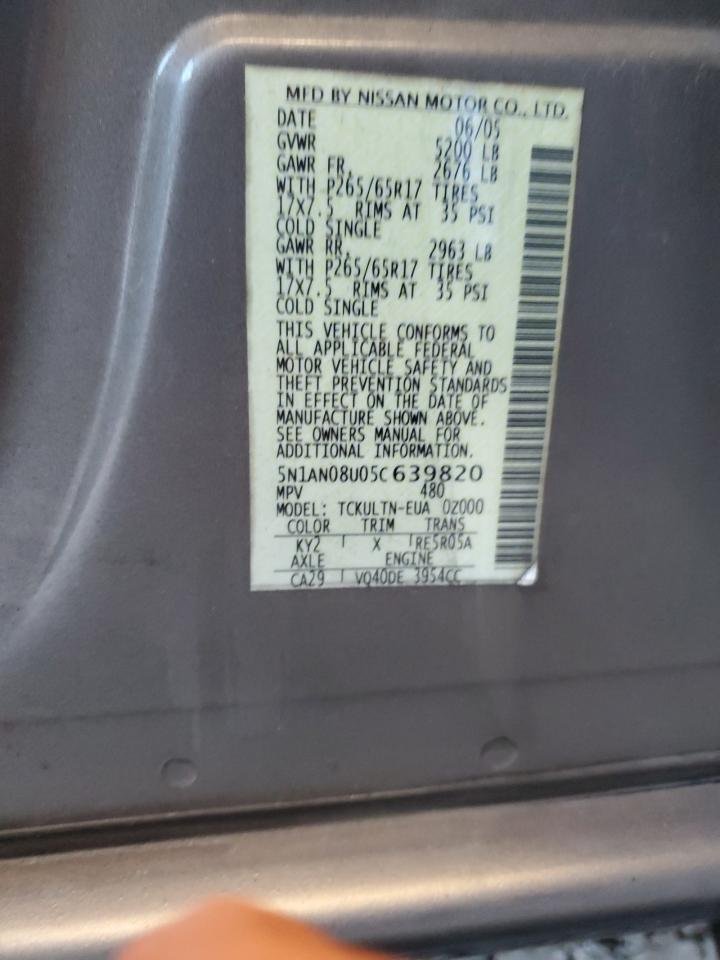 MFD BY NISSAN MOTOR CO., LTD.
DATE 06/05
GVWR 5200 LB
GAWR FR. 2676 LB
WITH P265/65R17 TIRES
17X7.5 RIMS AT 35 PSI
COLD SINGLE
GAWR RR. 2963 LB
WITH P265/65R17 TIRES
17X7.5 RIMS AT 35 PSI
COLD SINGLE
THIS VEHICLE CONFORMS TO
ALL APPLICABLE FEDERAL
MOTOR VEHICLE SAFETY AND
THEFT PREVENTION STANDARDS
IN EFFECT ON THE DATE OF
MANUFACTURE SHOWN ABOVE.
SEE OWNERS MANUAL FOR
ADDITIONAL INFORMATION.
5N1AN08U05C639820
MPV 480
MODEL: TCKULTN-EUA 0Z000
COLOR TRIM TRANS
KY2 X RE5R05A
AXLE ENGINE
CA29 VQ40DE 3954CC